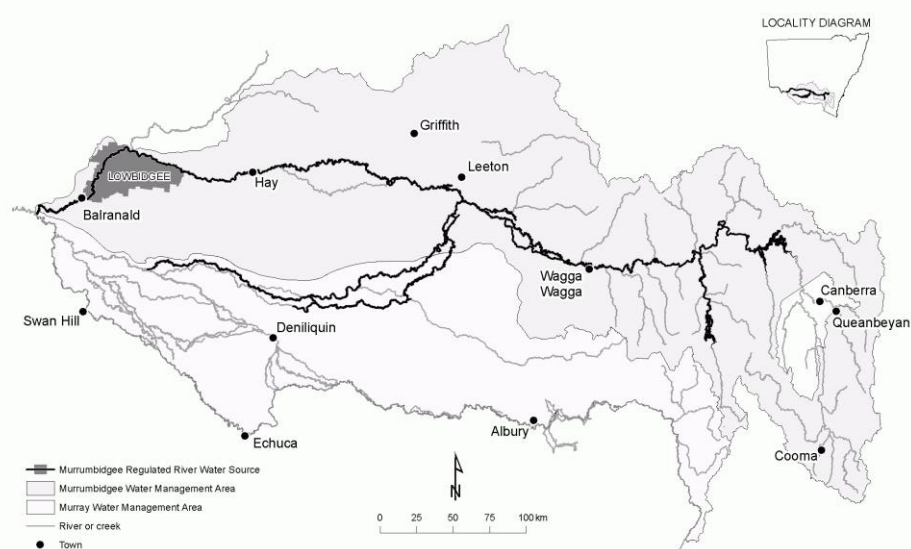 LOCALITY DIAGRAM
Griffith
Leeton
LOWBIDGEE
Hay
Balranald
Wagga
Wagga
Canberra
Queanbeyan
Swan Hill
Deniliquin
Albury
Echuca
Cooma
Murrumbidgee Regulated River Water Source
Murrumbidgee Water Management Area
Murray Water Management Area
River or creek
Town
N
0 25 50 75 100 km